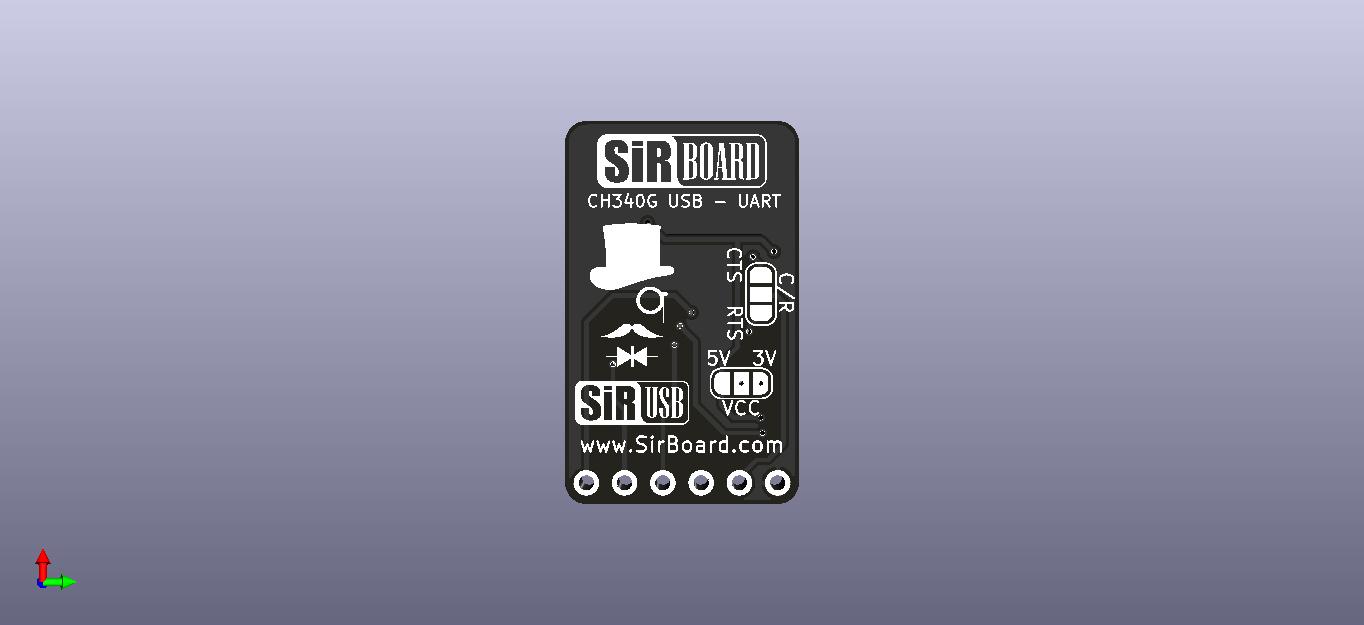 SiR BOARD
CH340G USB - UART
CTS
C/R
RTS
5V 3V
VCC
SiR USB
www.SirBoard.com